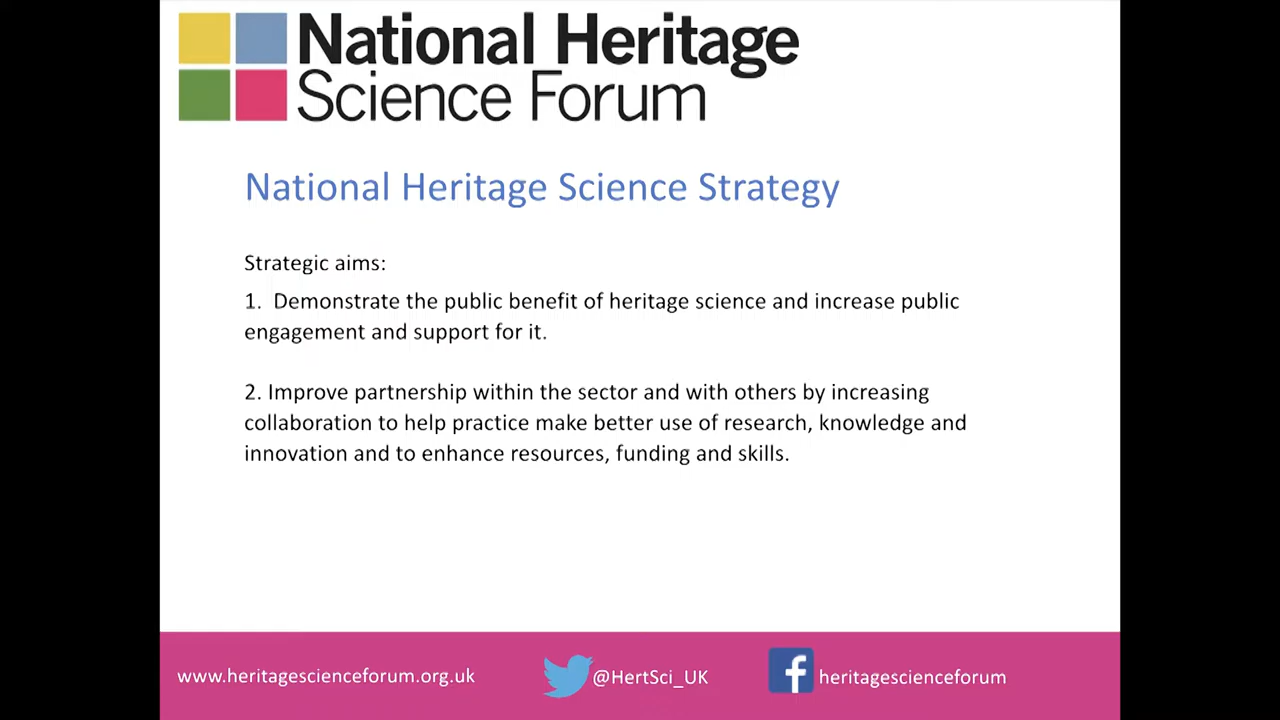 National Heritage
Science Forum
National Heritage Science Strategy
Strategic aims:
1. Demonstrate the public benefit of heritage science and increase public
engagement and support for it.
2. Improve partnership within the sector and with others by increasing
collaboration to help practice make better use of research, knowledge and
innovation and to enhance resources, funding and skills.
www.heritagescienceforum.org.uk
@HertSci_UK
heritagescienceforum